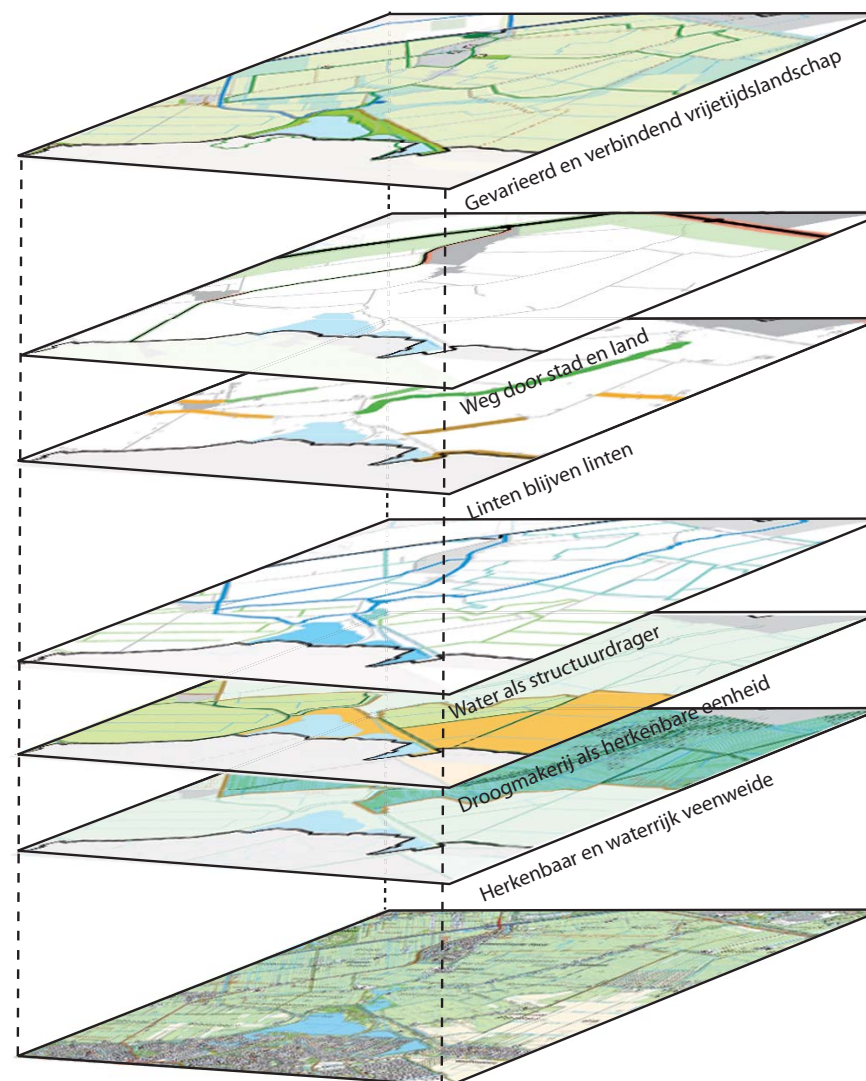 Gevarieerd en verbindend vrijetijdslandschap
Weg door stad en land
Linten blijven linten
Water als structuurdrager
Droogmakerij als herkenbare eenheid
Herkenbaar en waterrijk veenweide